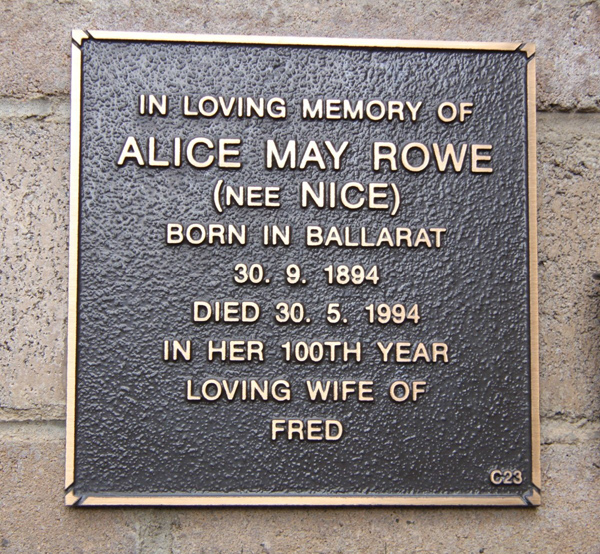 IN LOVING MEMORY OF
ALICE MAY ROWE
(NEE NICE)
BORN IN BALLARAT
30. 9. 1894
DIED 30. 5. 1994
IN HER 100TH YEAR
LOVING WIFE OF
FRED
C23